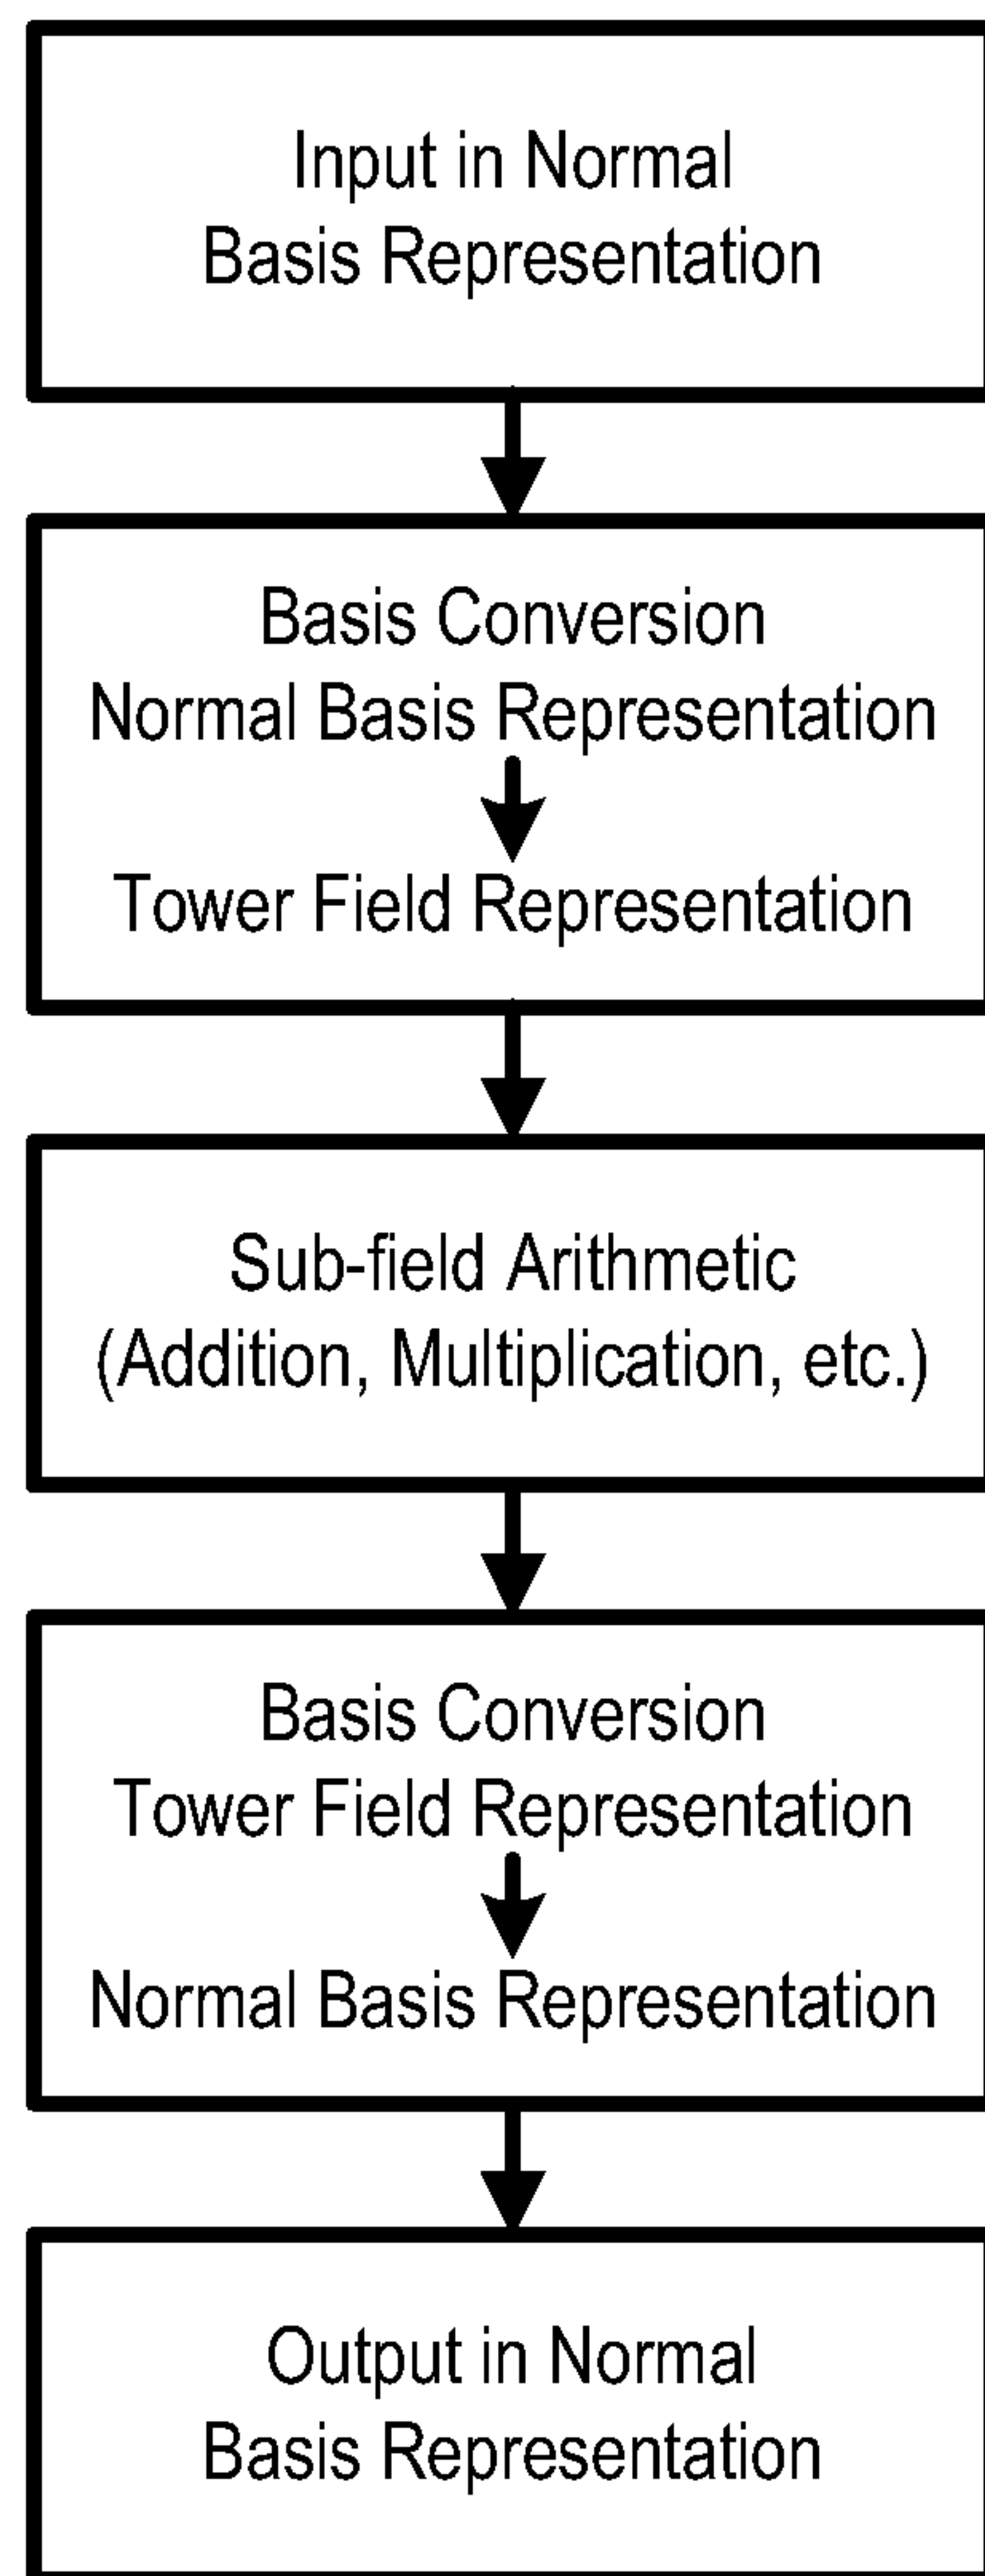 Input in Normal
Basis Representation
Basis Conversion
Normal Basis Representation
Tower Field Representation
Sub-field Arithmetic
(Addition, Multiplication, etc.)
Basis Conversion
Tower Field Representation
Normal Basis Representation
Output in Normal
Basis Representation